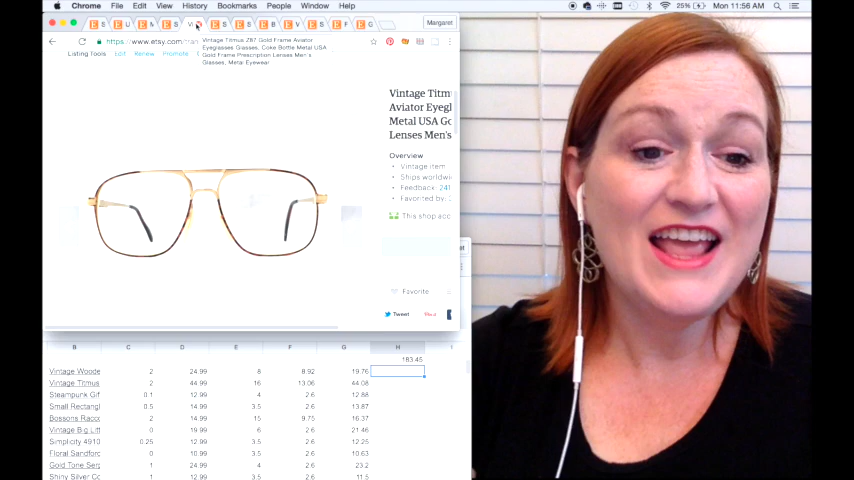 Chrome File Edit View History Bookmarks People Window Help 25% Mon 11:56 AM
Margaret
https://www.etsy.com/tran
Vintage Titmus Z87 Gold Frame Aviator
Eyeglasses Glasses, Coke Bottle Metal USA
Gold Frame Prescription Lenses Men's
Glasses, Metal Eyewear
Listing Tools Edit Renew Promote
Vintage Titm
Aviator Eyegl
Metal USA Go
Lenses Men's
Overview
Vintage item
Ships worldwi
Feedback: 241
Favorited by:
This shop acc
Favorite
Tweet
B C D E F G H
183.45
Vintage Woode 2 24.99 8 8.92 19.76
Vintage Titmus 2 44.99 16 13.06 44.08
Steampunk Gif 0.1 12.99 4 2.6 12.88
Small Rectangl 0.5 14.99 3.5 2.6 13.87
Bossons Racco 2 14.99 15 9.75 16.37
Vintage Big Litt 0 19.99 6 2.6 21.46
Simplicity 4910 0.25 12.99 3.5 2.6 12.25
Floral Sandford 0 10.99 3.5 2.6 10.63
Gold Tone Serp 1 24.99 4 2.6 23.2
Shiny Silver Co 1 12.99 3.5 2.6 11.5